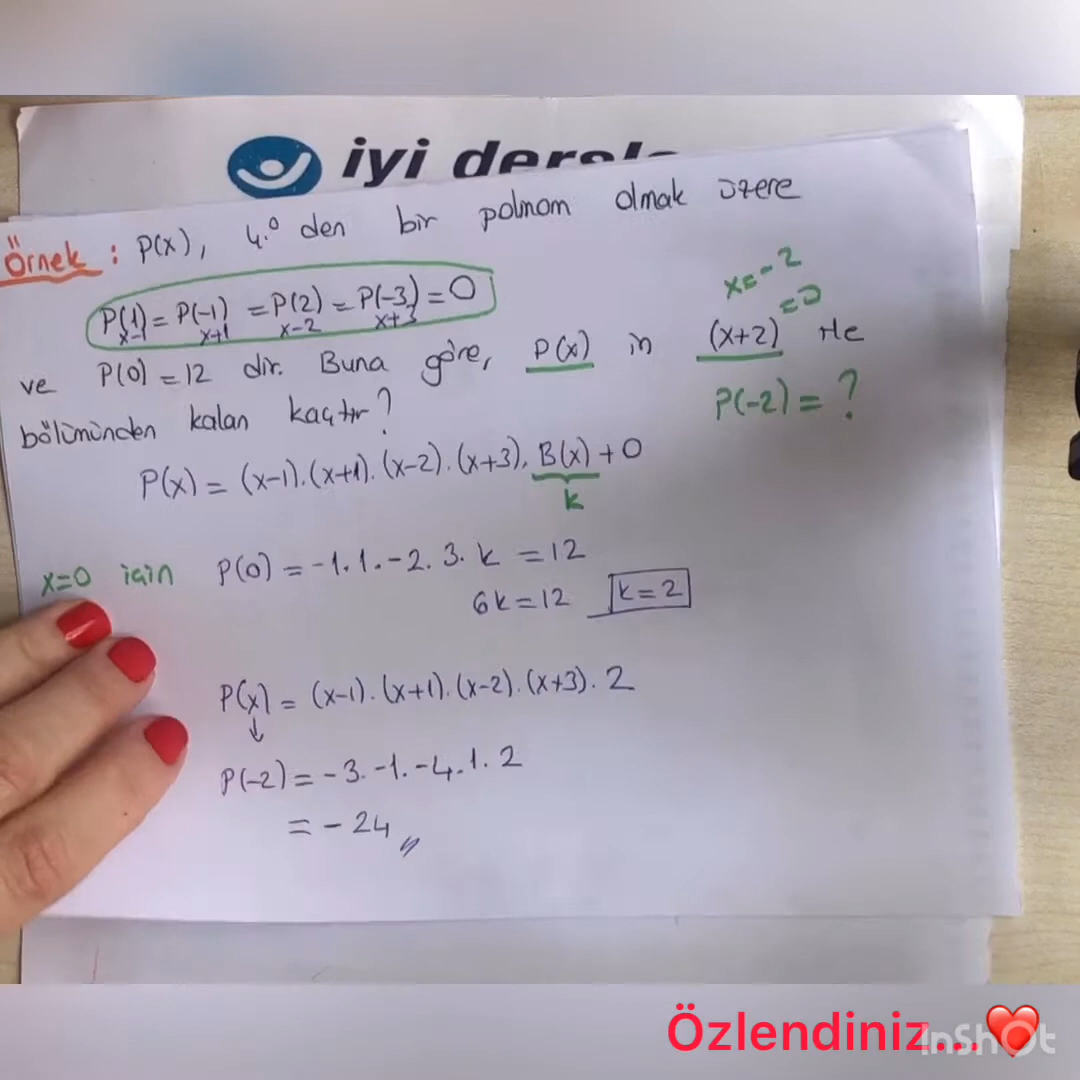 iyi dersle
Örnek : P(x), 4.° den bir polnom olmak üzere
P(1) = P(-1) = P(2) = P(-3) = 0
x-1 x+1 x-2 x+3
x=-2
=0
ve P(0) = 12 dir. Buna göre, P(x) in (x+2) ile
bölümünden kalan kaçtır?
P(-2) = ?
P(x) = (x-1).(x+1).(x-2).(x+3). B(x) + 0
k
x=0 için P(0) = -1.1.-2.3.k = 12
6k = 12 k = 2
P(x) = (x-1).(x+1).(x-2).(x+3).2
↓
P(-2) = -3.-1.-4.1.2
= -24 //
Özlendiniz...❤️
InShOt